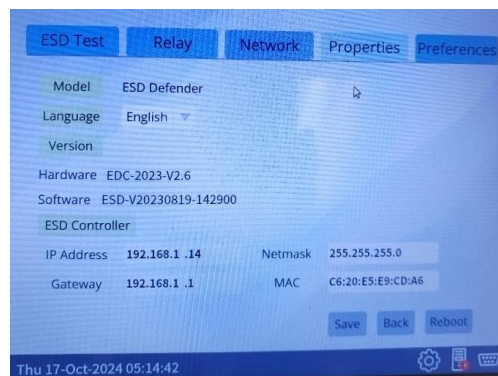 ESD Test Relay Network Properties Preferences
Model ESD Defender
Language English
Version
Hardware EDC-2023-V2.6
Software ESD-V20230819-142900
ESD Controller
IP Address 192.168.1 .14 Netmask 255.255.255.0
Gateway 192.168.1 .1 MAC C6:20:E5:E9:CD:A6
Save Back Reboot
Thu 17-Oct-2024 05:14:42